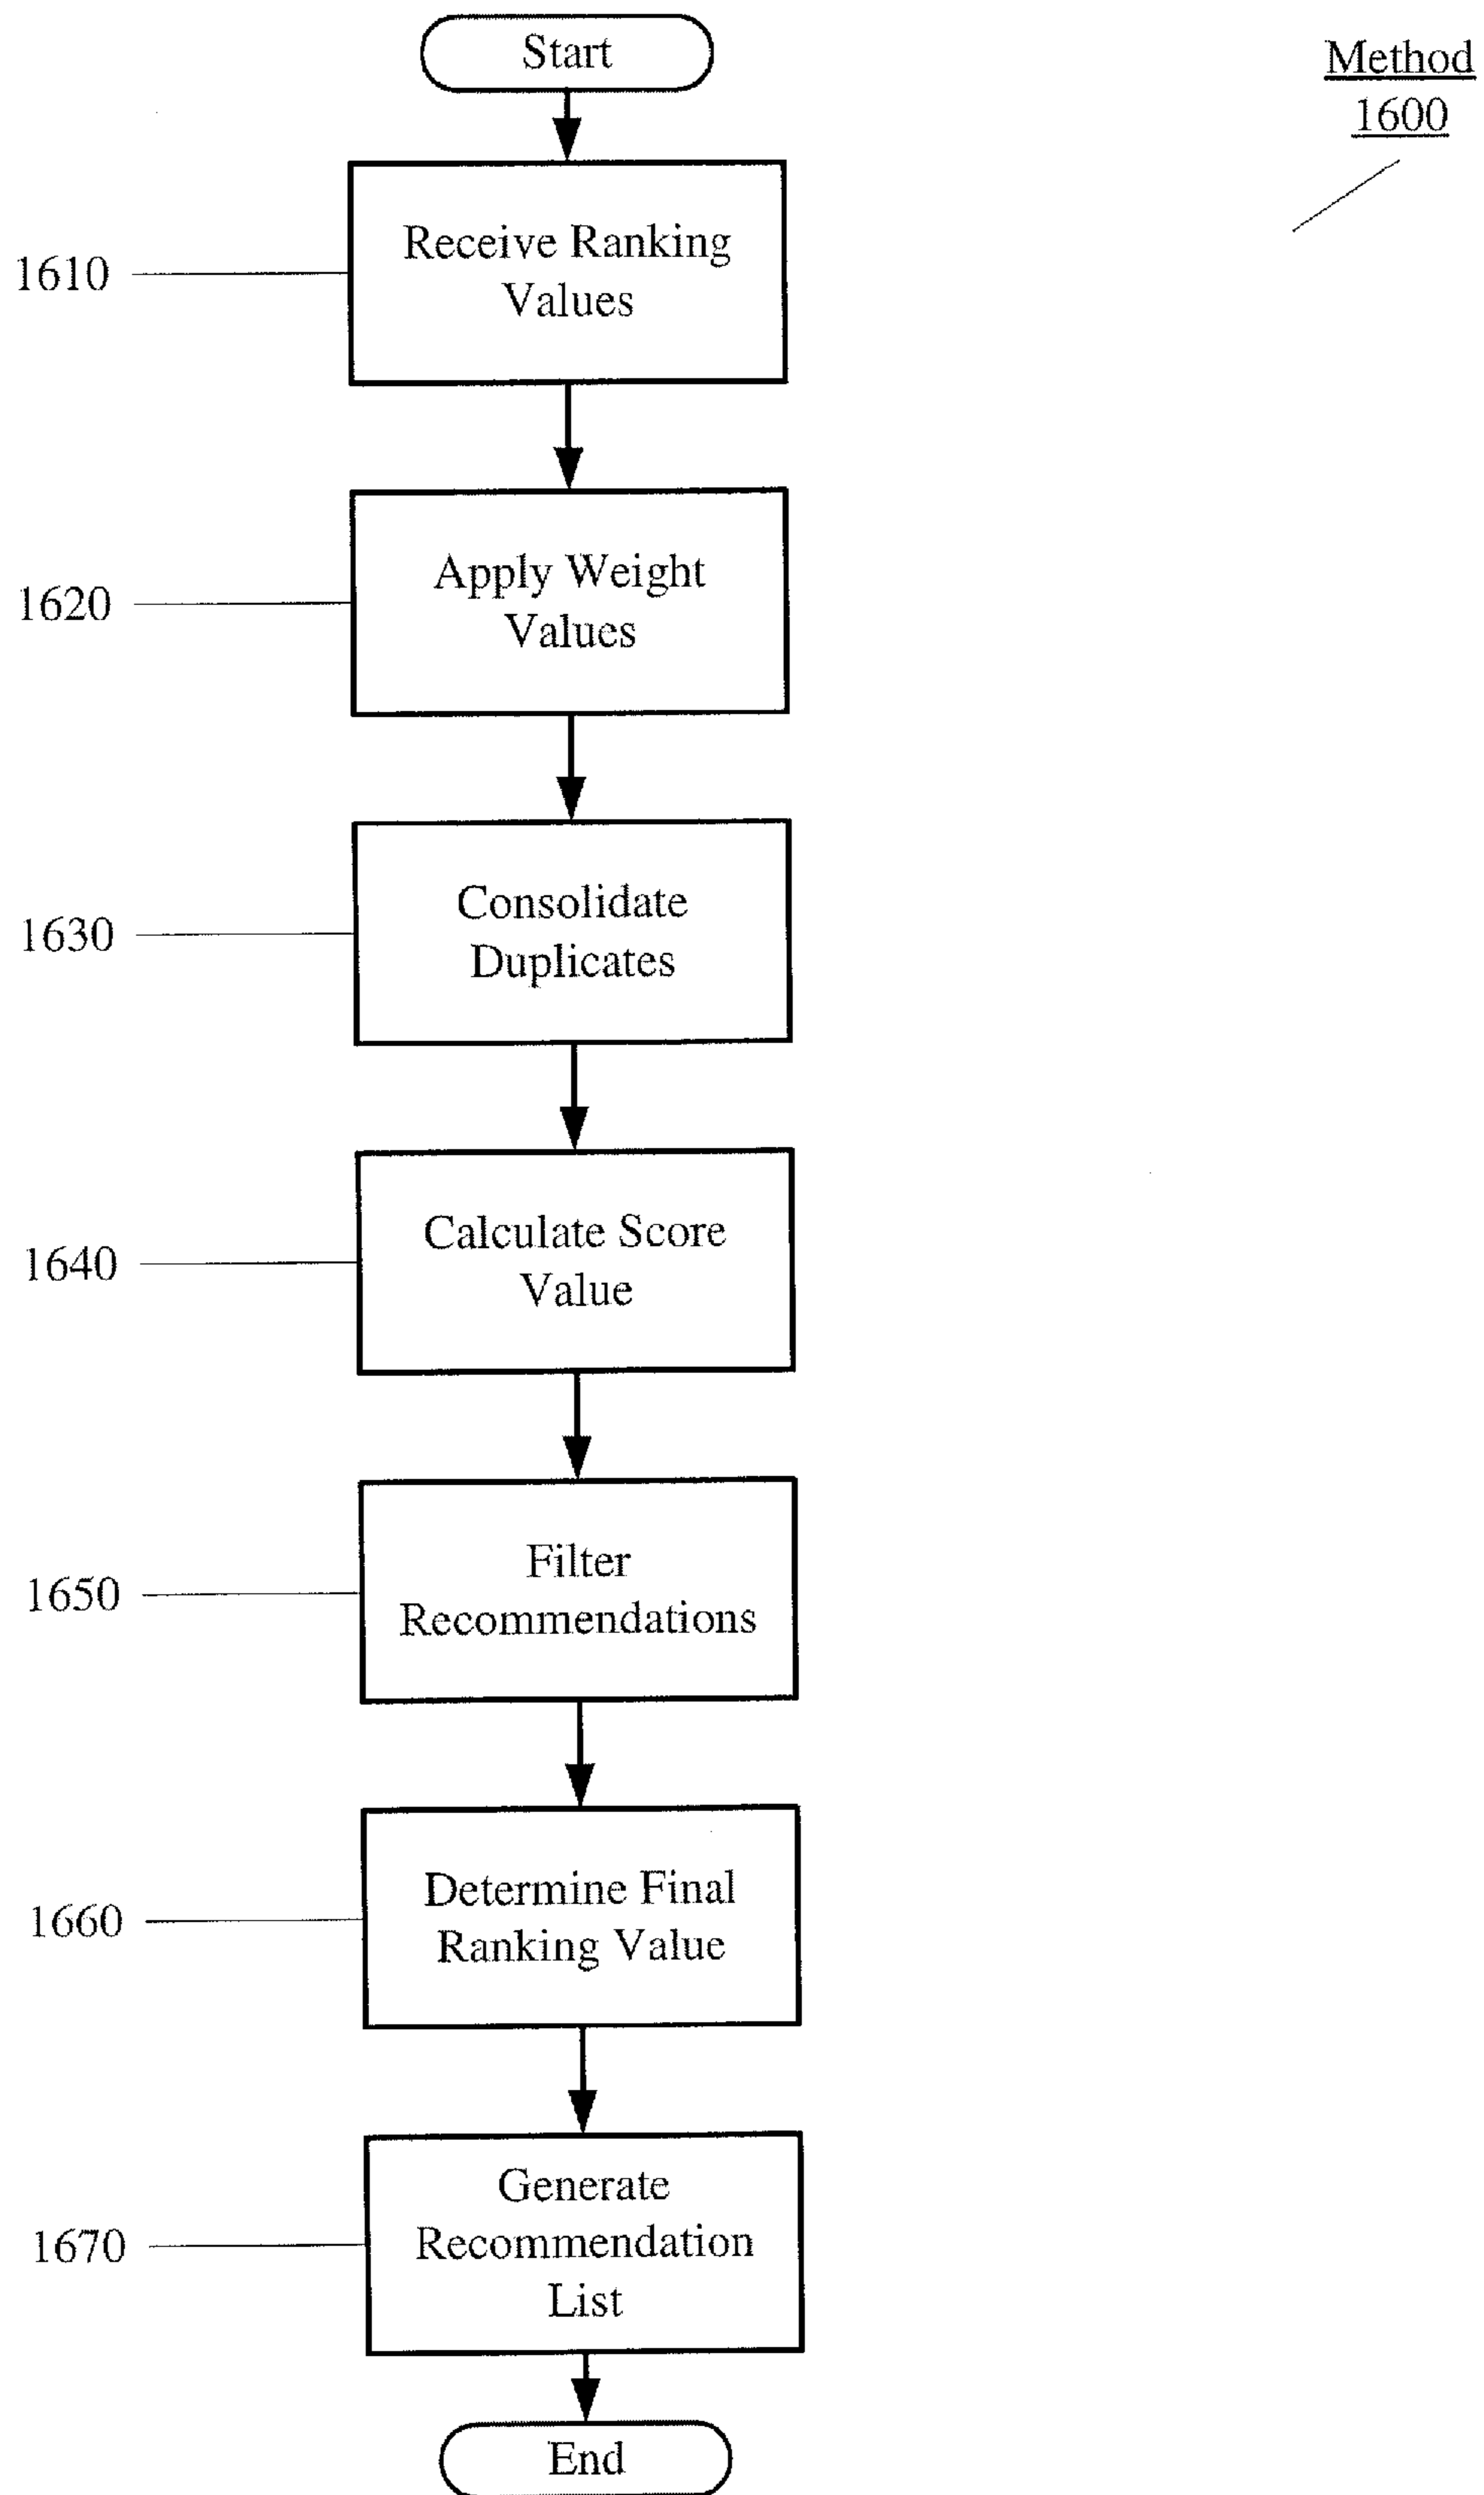 Start
Method
1600
Receive Ranking
Values
1610
Apply Weight
Values
1620
Consolidate
Duplicates
1630
Calculate Score
Value
1640
Filter
Recommendations
1650
Determine Final
Ranking Value
1660
Generate
Recommendation
List
1670
End